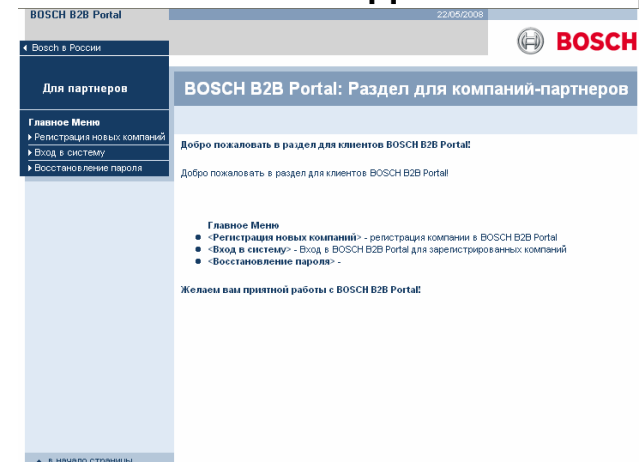 BOSCH B2B Portal
22/05/2008
Bosch в России
BOSCH
Для партнеров
BOSCH B2B Portal: Раздел для компаний-партнеров
Главное Меню
Регистрация новых компаний
Вход в систему
Восстановление пароля
Добро пожаловать в раздел для клиентов BOSCH B2B Portal!
Добро пожаловать в раздел для клиентов BOSCH B2B Portal!
Главное Меню
<Регистрация новых компаний> - регистрация компании в BOSCH B2B Portal
<Вход в систему> - Вход в BOSCH B2B Portal для зарегистрированных компаний
<Восстановление пароля> -
Желаем вам приятной работы с BOSCH B2B Portal!
в начало страницы